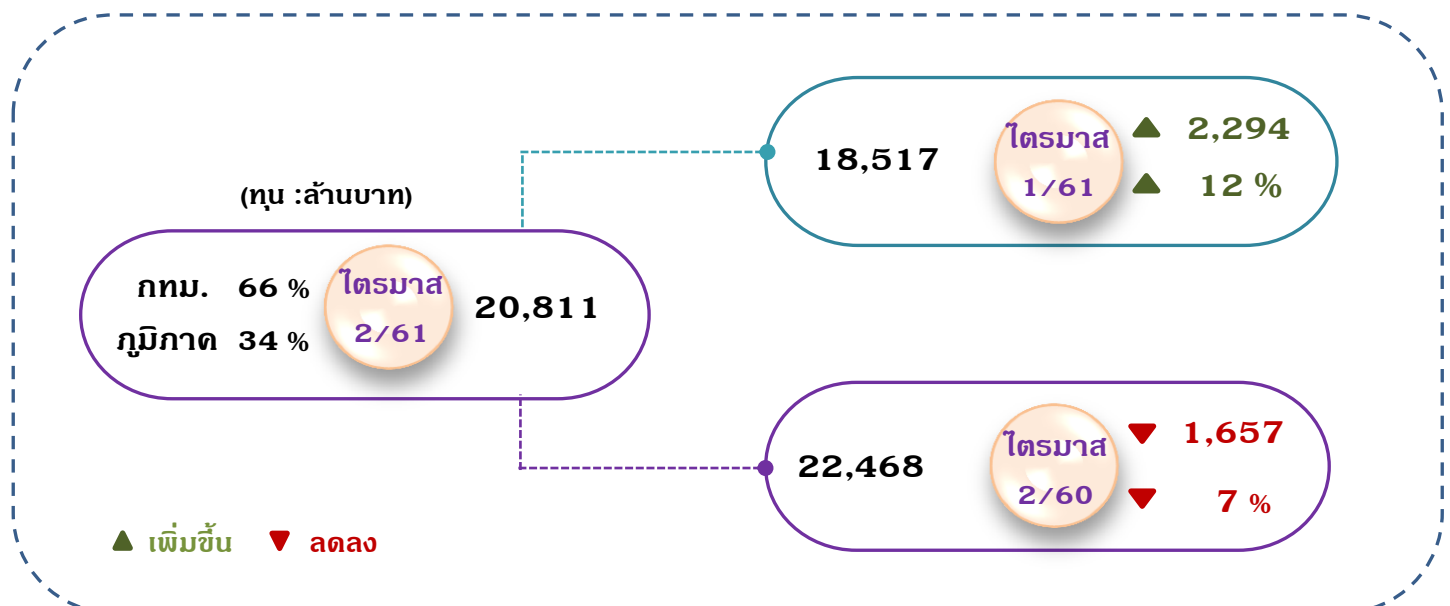 (ทุน :ล้านบาท)
กทม. 66 %
ภูมิภาค 34 %
ไตรมาส
2/61
20,811
18,517
ไตรมาส
1/61
▲ 2,294
▲ 12 %
22,468
ไตรมาส
2/60
▼ 1,657
▼ 7 %
▲ เพิ่มขึ้น ▼ ลดลง